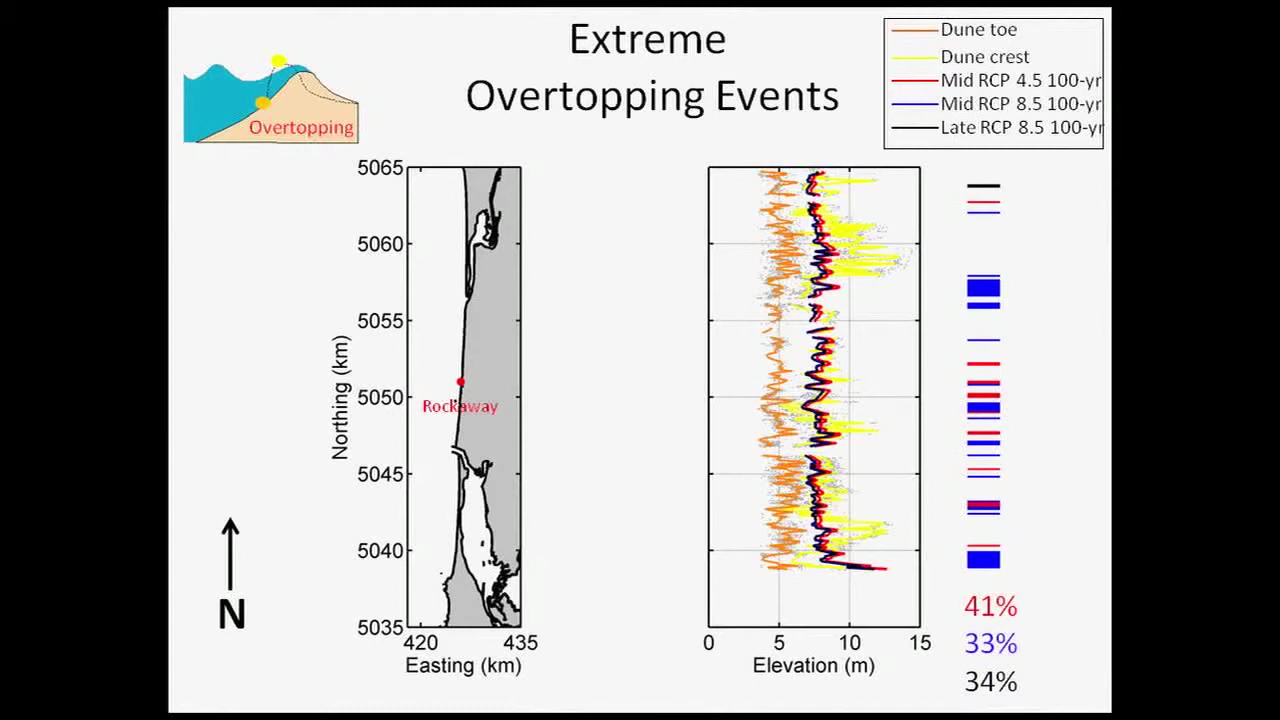 Extreme
Overtopping Events
Overtopping
Dune toe
Dune crest
Mid RCP 4.5 100-yr
Mid RCP 8.5 100-yr
Late RCP 8.5 100-yr
5065
5060
5055
5050
5045
5040
5035
Northing (km)
Rockaway
420 435
Easting (km)
N
0 5 10 15
Elevation (m)
41%
33%
34%